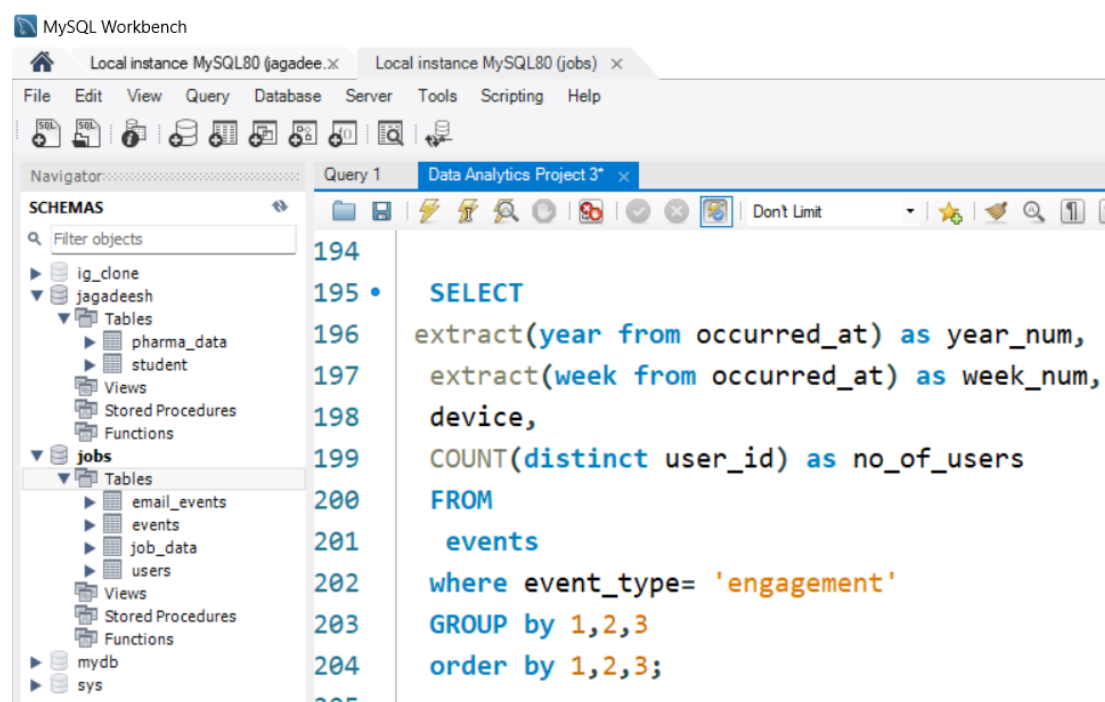 MySQL Workbench
Local instance MySQL80 (jagadee. Local instance MySQL80 (jobs)
File Edit View Query Database Server Tools Scripting Help
Navigator
SCHEMAS
Filter objects
ig_clone
jagadeesh
Tables
pharma_data
student
Views
Stored Procedures
Functions
jobs
Tables
email_events
events
job_data
users
Views
Stored Procedures
Functions
mydb
sys
Query 1 Data Analytics Project 3*
Don't Limit
194
195 SELECT
196 extract(year from occurred_at) as year_num,
197 extract(week from occurred_at) as week_num,
198 device,
199 COUNT(distinct user_id) as no_of_users
200 FROM
201 events
202 where event_type= 'engagement'
203 GROUP by 1,2,3
204 order by 1,2,3;